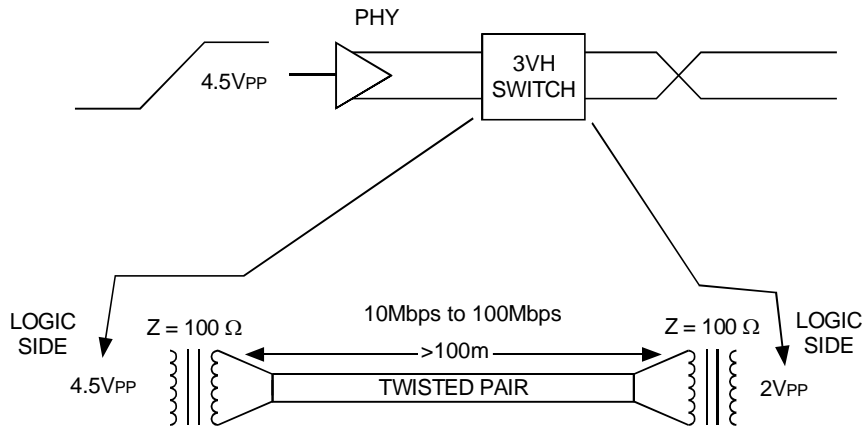 PHY
4.5VPP
3VH
SWITCH
LOGIC
SIDE
Z = 100 Ω
10Mbps to 100Mbps
Z = 100 Ω
LOGIC
SIDE
>100m
4.5VPP
TWISTED PAIR
2VPP